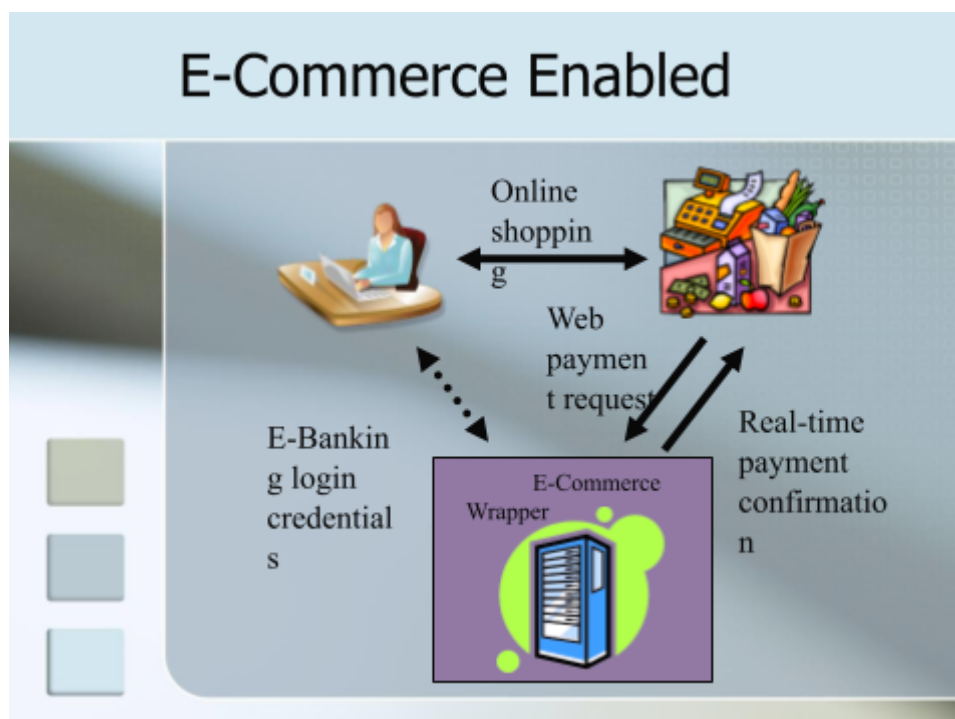 E-Commerce Enabled
Online
shoppin
g
Web
paymen
t request
E-Bankin
g login
credential
s
Real-time
payment
confirmatio
n
E-Commerce
Wrapper